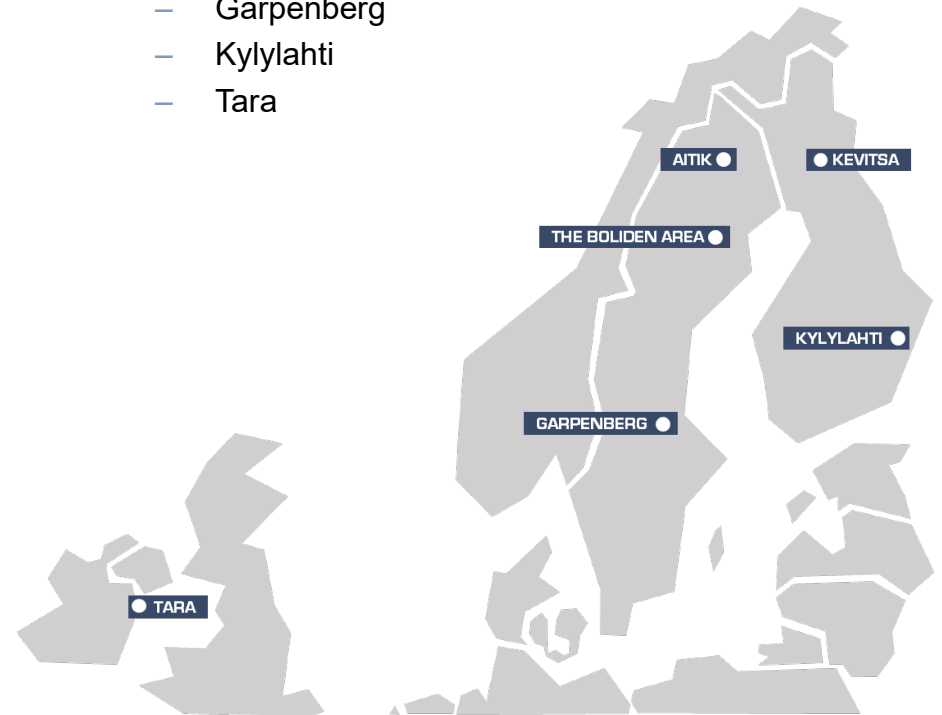 – Garpenberg
– Kylylahti
– Tara
AITIK
KEVITSA
THE BOLIDEN AREA
KYLYLAHTI
GARPENBERG
TARA